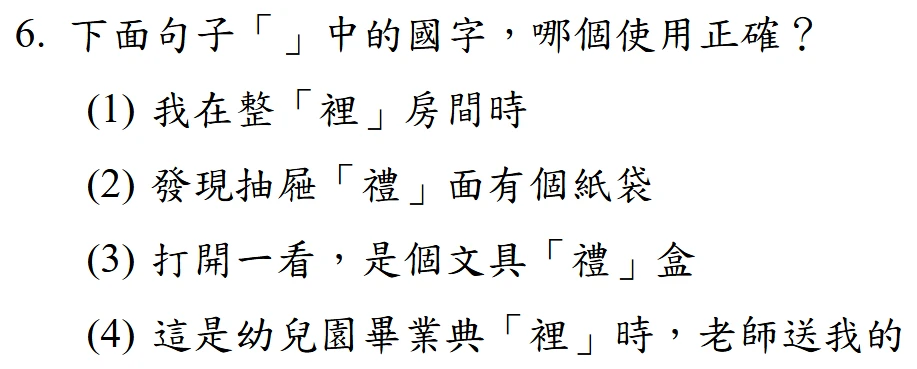 6. 下面句子「 」中的國字，哪個使用正確？
(1) 我在整「裡」房間時
(2) 發現抽屜「禮」面有個紙袋
(3) 打開一看，是個文具「禮」盒
(4) 這是幼兒園畢業典「裡」時，老師送我的